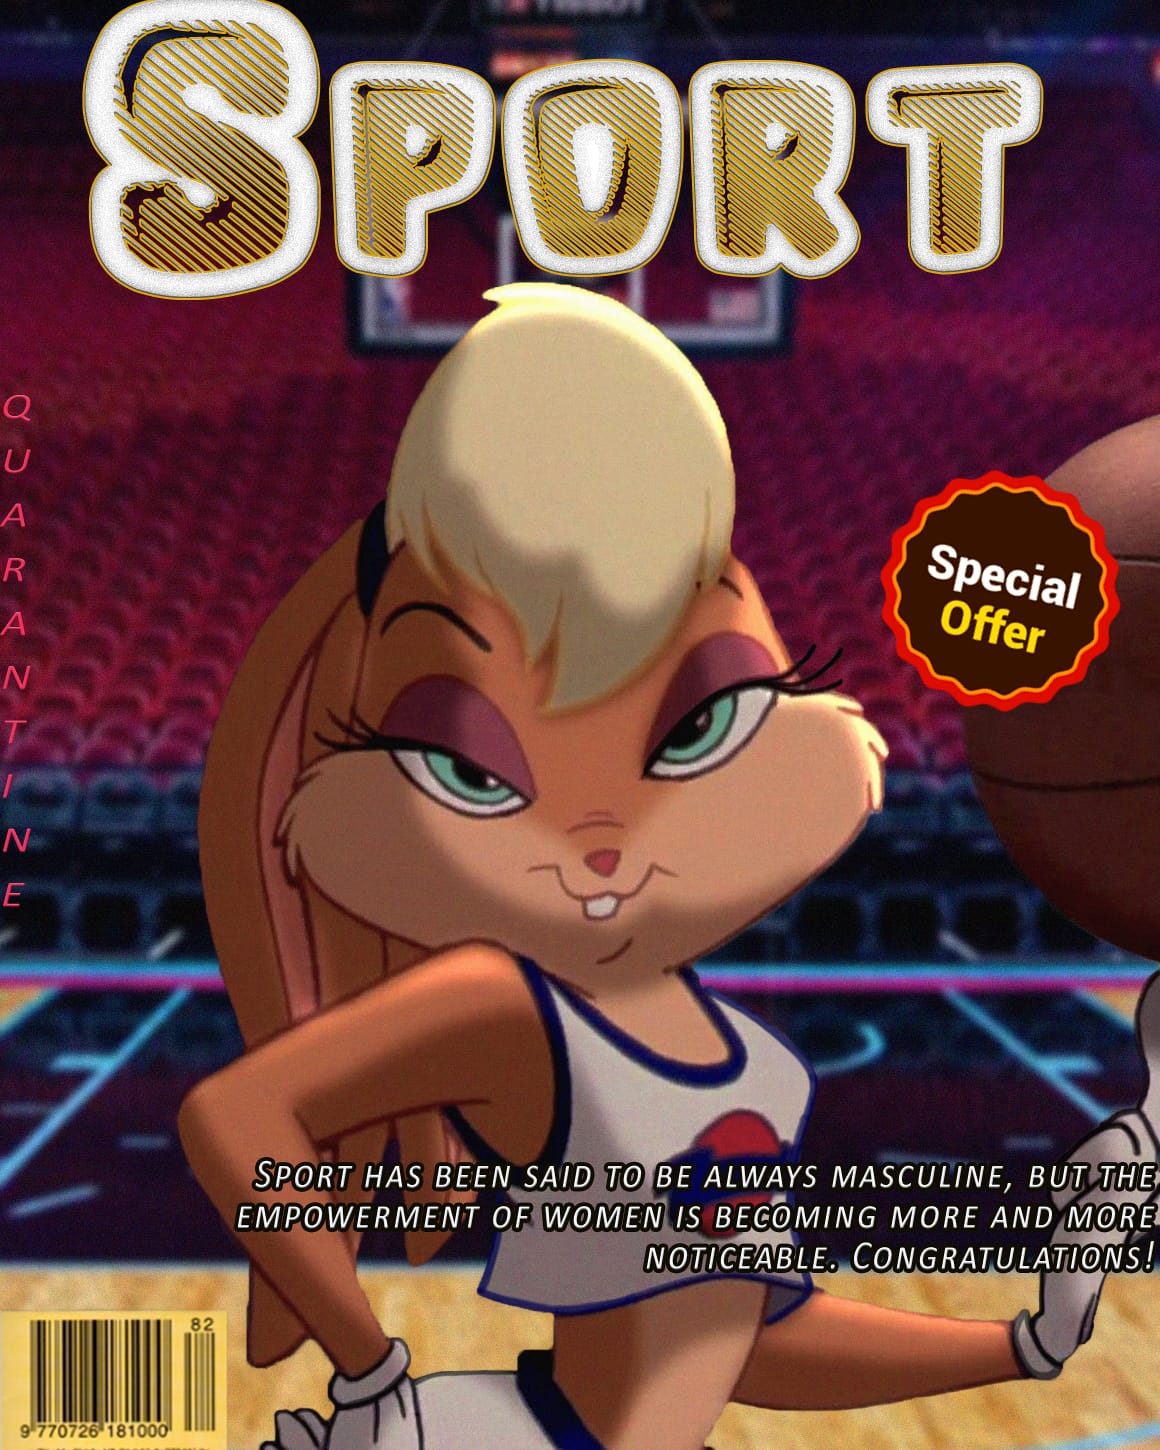 Sport
QUARANTINE
Special
Offer
Sport has been said to be always masculine, but the
empowerment of women is becoming more and more
noticeable. Congratulations!
82
9 770726 181000